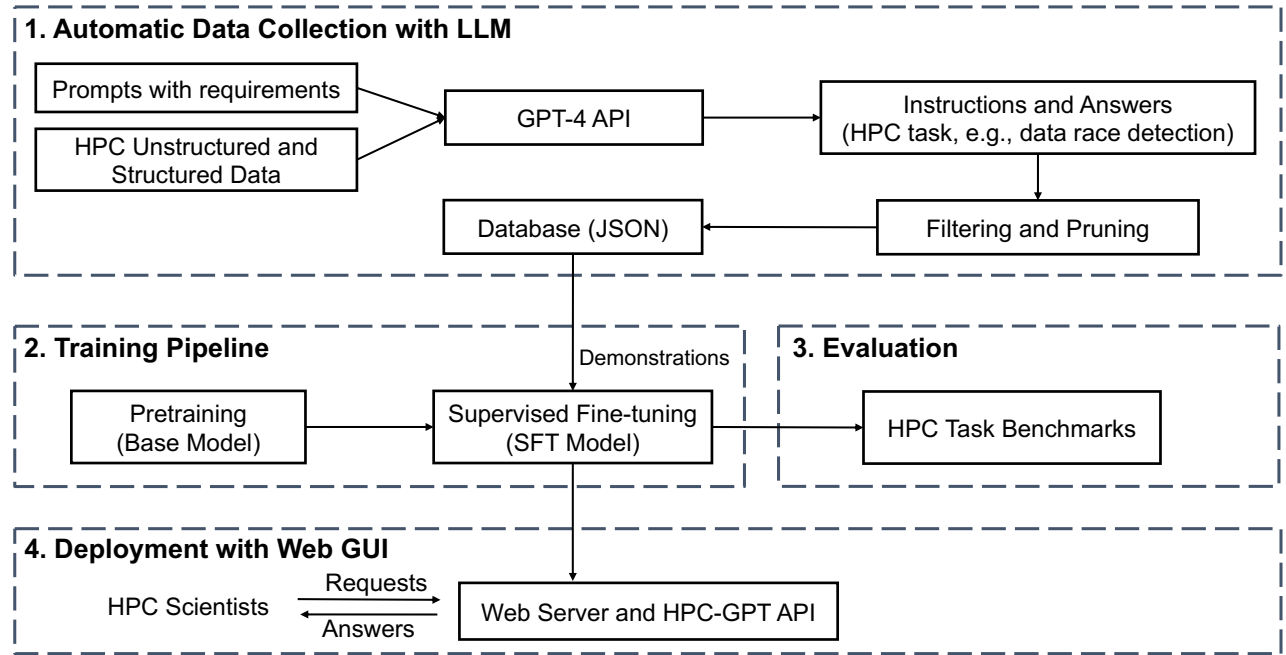 1. Automatic Data Collection with LLM
Prompts with requirements
HPC Unstructured and
Structured Data
GPT-4 API
Instructions and Answers
(HPC task, e.g., data race detection)
Database (JSON)
Filtering and Pruning
2. Training Pipeline
Demonstrations
Pretraining
(Base Model)
Supervised Fine-tuning
(SFT Model)
3. Evaluation
HPC Task Benchmarks
4. Deployment with Web GUI
HPC Scientists
Requests
Answers
Web Server and HPC-GPT API